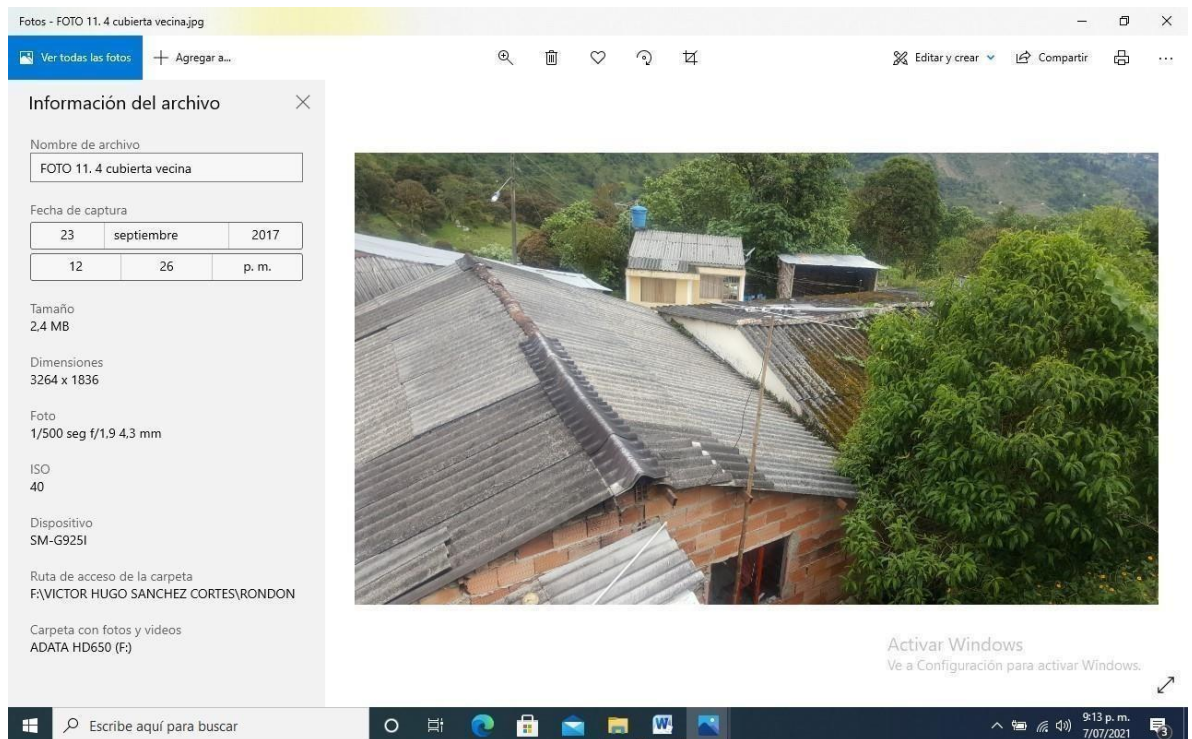 Fotos - FOTO 11. 4 cubierta vecina.jpg
Ver todas las fotos
Agregar a...
Editar y crear
Compartir
Información del archivo
Nombre de archivo
FOTO 11. 4 cubierta vecina
Fecha de captura
23 septiembre 2017
12 26 p. m.
Tamaño
2,4 MB
Dimensiones
3264 x 1836
Foto
1/500 seg f/1,9 4,3 mm
ISO
40
Dispositivo
SM-G925I
Ruta de acceso de la carpeta
F:\VICTOR HUGO SANCHEZ CORTES\RONDON
Carpeta con fotos y videos
ADATA HD650 (F:)
Activar Windows
Ve a Configuración para activar Windows.
Escribe aquí para buscar
W
9:13 p. m.
7/07/2021
3